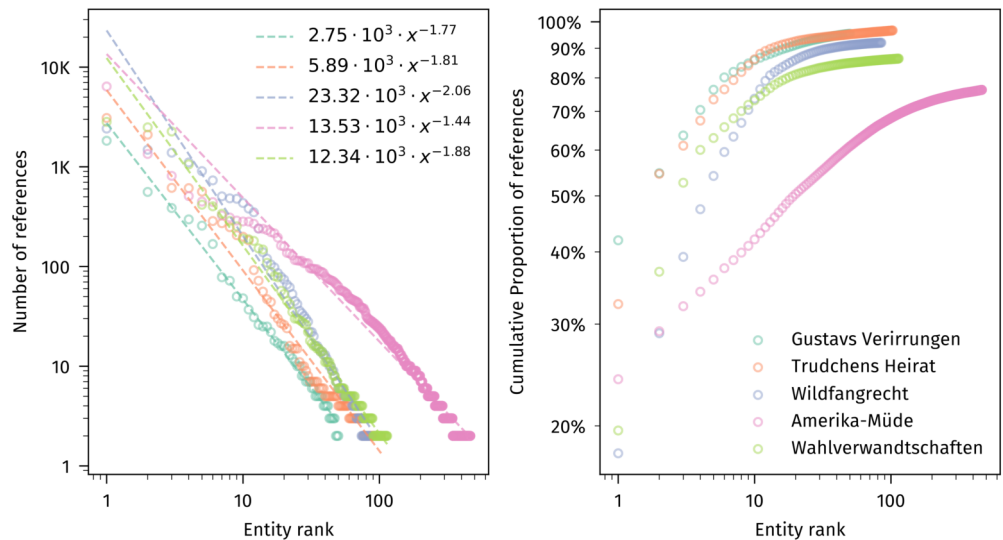 2.75 · 10³ · x^−1.77
5.89 · 10³ · x^−1.81
23.32 · 10³ · x^−2.06
13.53 · 10³ · x^−1.44
12.34 · 10³ · x^−1.88
10K
1K
100
10
1
Number of references
1 10 100
Entity rank
100%
90%
80%
70%
60%
50%
40%
30%
20%
Cumulative Proportion of references
Gustavs Verirrungen
Trudchens Heirat
Wildfangrecht
Amerika-Müde
Wahlverwandtschaften
1 10 100
Entity rank